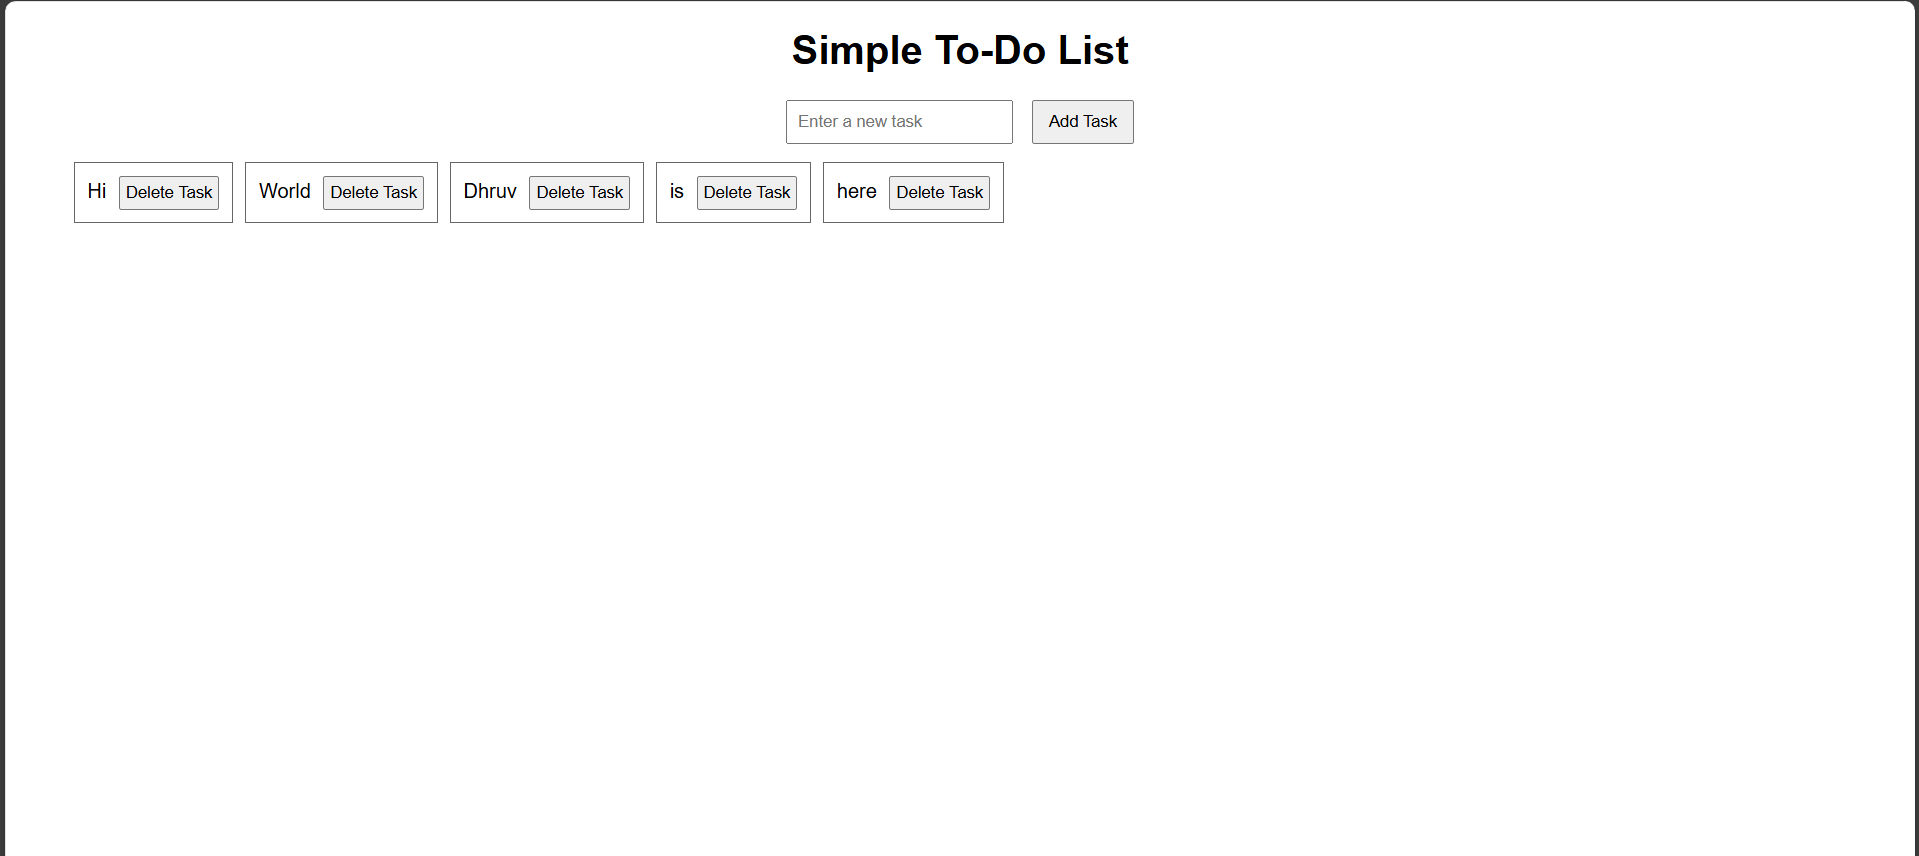 Simple To-Do List
Enter a new task Add Task
Hi Delete Task World Delete Task Dhruv Delete Task is Delete Task here Delete Task